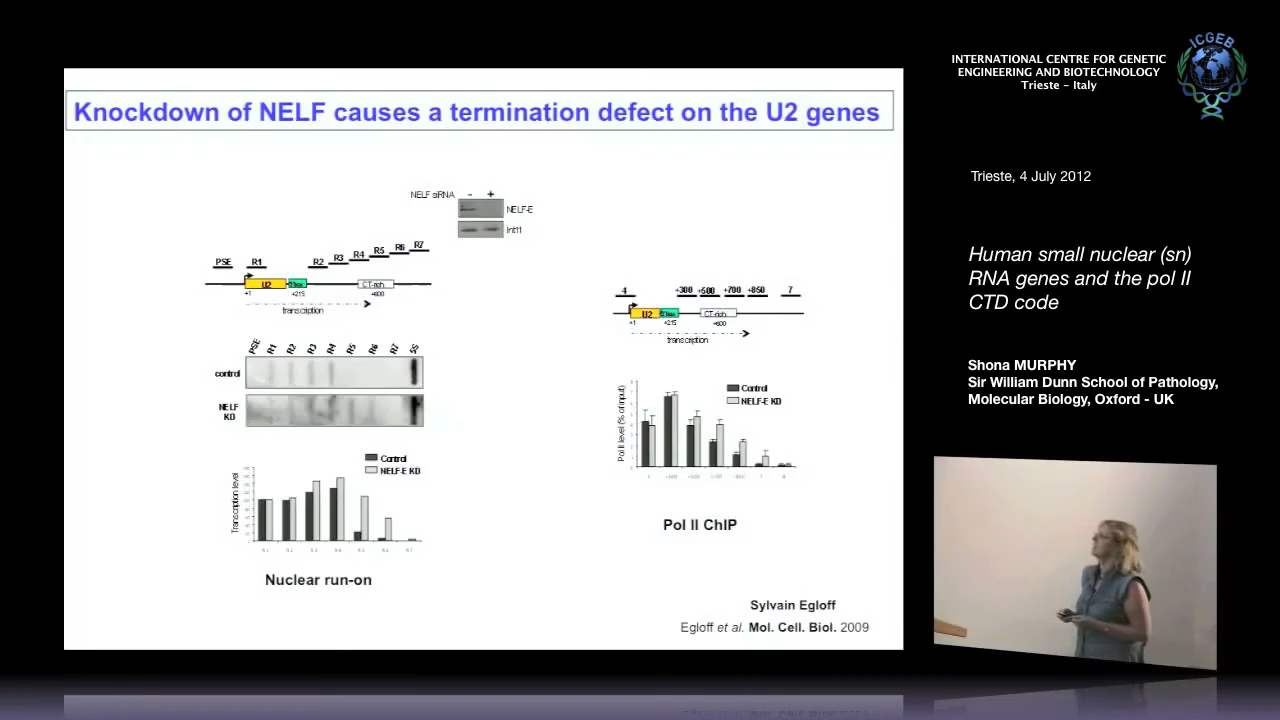 Knockdown of NELF causes a termination defect on the U2 genes
NELF siRNA - +
NELF-E
Int11
PSE R1 R2 R3 R4 R5 R6 R7
U2 CT-rich
+1 +215 +600
transcription
PSE R1 R2 R3 R4 R5 R6 R7 5S
control
NELF KD
Control
NELF-E KD
Transcription level
Nuclear run-on
4 +300 +500 +700 +850 7
U2 CT-rich
+1 +215 +600
transcription
Control
NELF-E KD
Pol II level (% of input)
Pol II ChIP
Sylvain Egloff
Egloff et al. Mol. Cell. Biol. 2009
INTERNATIONAL CENTRE FOR GENETIC
ENGINEERING AND BIOTECHNOLOGY
Trieste - Italy
ICGEB
Trieste, 4 July 2012
Human small nuclear (sn)
RNA genes and the pol II
CTD code
Shona MURPHY
Sir William Dunn School of Pathology,
Molecular Biology, Oxford - UK